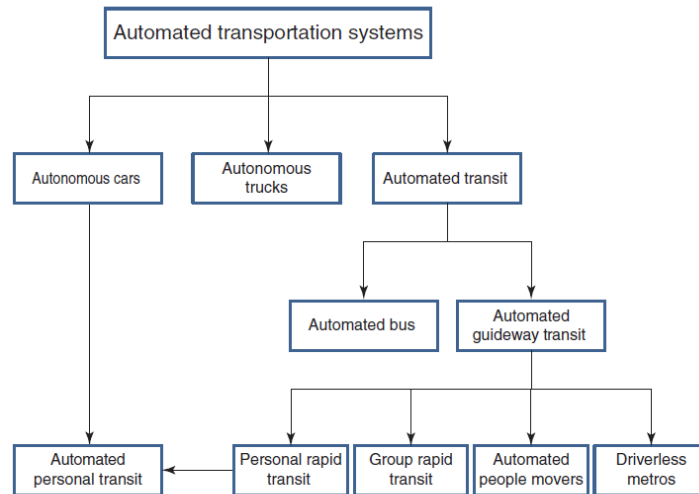 Automated transportation systems
Autonomous cars
Autonomous
trucks
Automated transit
Automated bus
Automated
guideway transit
Automated
personal transit
Personal rapid
transit
Group rapid
transit
Automated
people movers
Driverless
metros